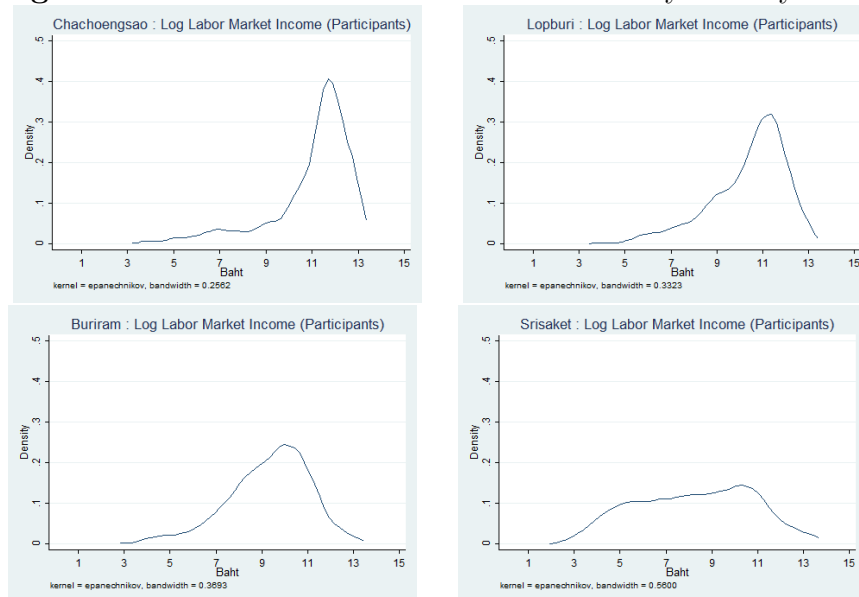 Chachoengsao : Log Labor Market Income (Participants)
Density
0 .1 .2 .3 .4 .5
1 3 5 7 9 11 13 15
Baht
kernel = epanechnikov, bandwidth = 0.2562
Lopburi : Log Labor Market Income (Participants)
Density
0 .1 .2 .3 .4 .5
1 3 5 7 9 11 13 15
Baht
kernel = epanechnikov, bandwidth = 0.3323
Buriram : Log Labor Market Income (Participants)
Density
0 .1 .2 .3 .4 .5
1 3 5 7 9 11 13 15
Baht
kernel = epanechnikov, bandwidth = 0.3693
Srisaket : Log Labor Market Income (Participants)
Density
0 .1 .2 .3 .4 .5
1 3 5 7 9 11 13 15
Baht
kernel = epanechnikov, bandwidth = 0.5600